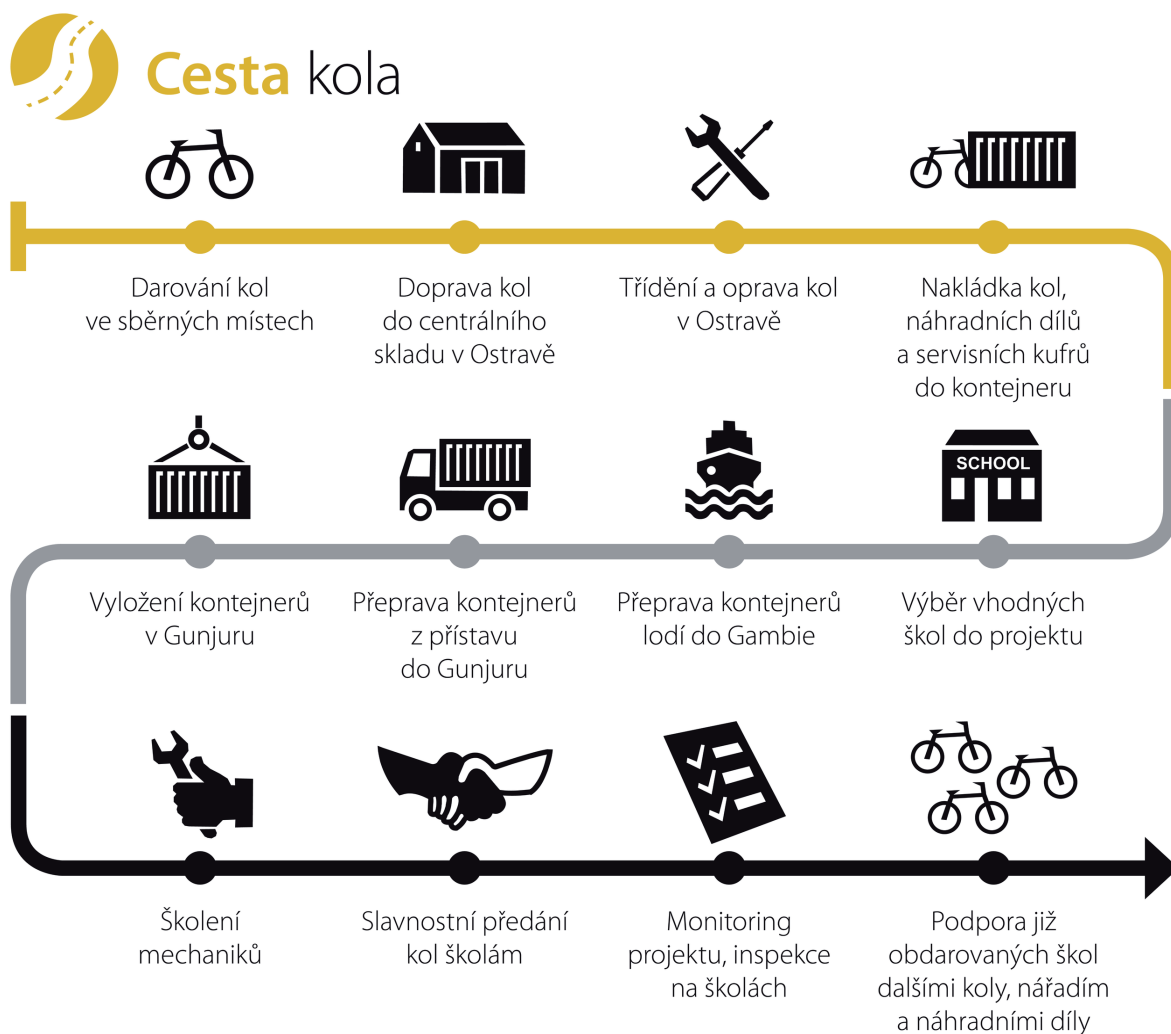 Cesta kola
Darování kol
ve sběrných místech
Doprava kol
do centrálního
skladu v Ostravě
Třídění a oprava kol
v Ostravě
Nakládka kol,
náhradních dílů
a servisních kufrů
do kontejneru
SCHOOL
Výběr vhodných
škol do projektu
Přeprava kontejnerů
lodí do Gambie
Přeprava kontejnerů
z přístavu
do Gunjuru
Vyložení kontejnerů
v Gunjuru
Školení
mechaniků
Slavnostní předání
kol školám
Monitoring
projektu, inspekce
na školách
Podpora již
obdarovaných škol
dalšími koly, nářadím
a náhradními díly